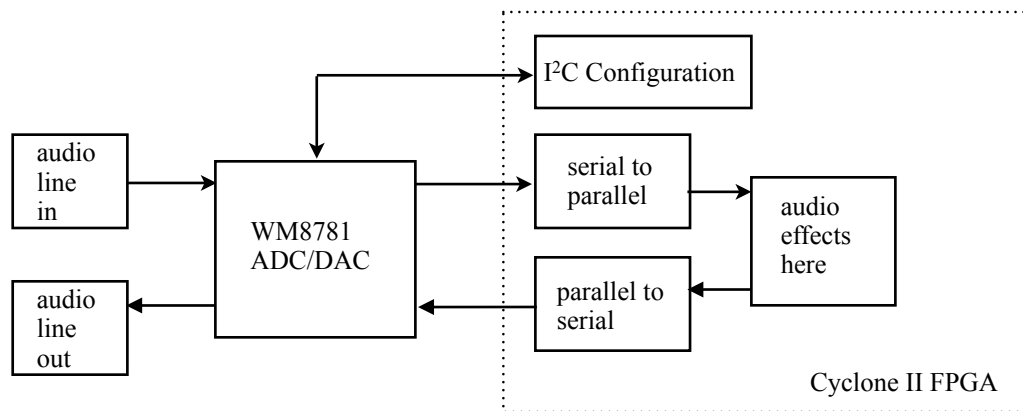 I²C Configuration
audio
line
in
serial to
parallel
WM8781
ADC/DAC
audio
effects
here
audio
line
out
parallel to
serial
Cyclone II FPGA